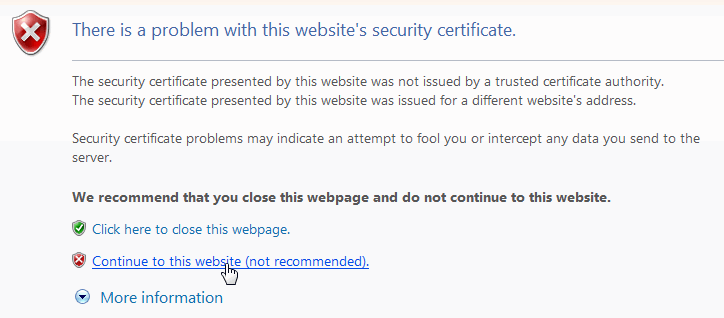 There is a problem with this website's security certificate.
The security certificate presented by this website was not issued by a trusted certificate authority.
The security certificate presented by this website was issued for a different website's address.
Security certificate problems may indicate an attempt to fool you or intercept any data you send to the
server.
We recommend that you close this webpage and do not continue to this website.
Click here to close this webpage.
Continue to this website (not recommended).
More information